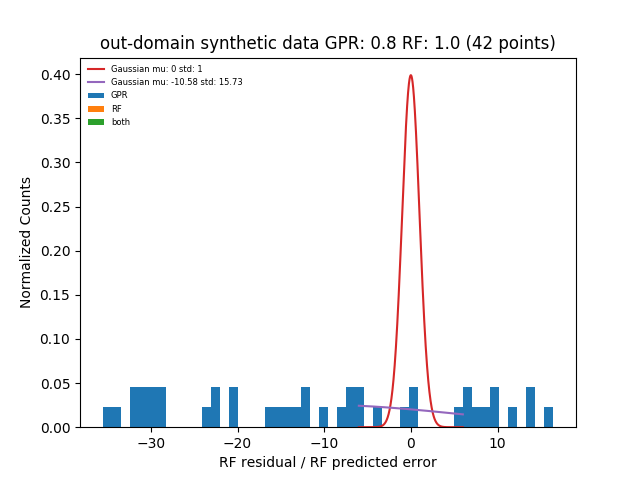 out-domain synthetic data GPR: 0.8 RF: 1.0 (42 points)
Gaussian mu: 0 std: 1
Gaussian mu: -10.58 std: 15.73
GPR
RF
both
Normalized Counts
0.40
0.35
0.30
0.25
0.20
0.15
0.10
0.05
0.00
−30 −20 −10 0 10
RF residual / RF predicted error